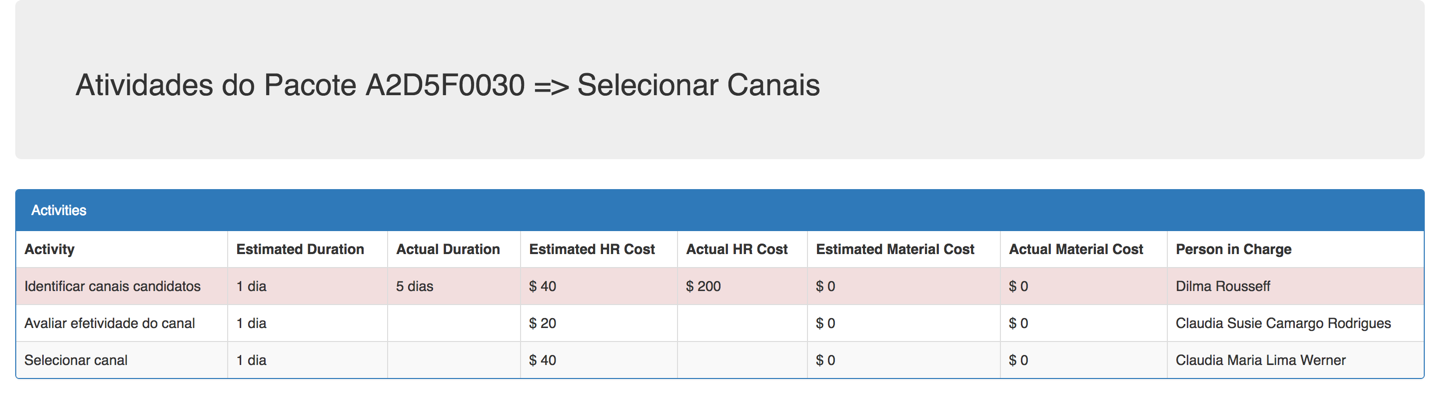 Atividades do Pacote A2D5F0030 => Selecionar Canais
Activities
Activity Estimated Duration Actual Duration Estimated HR Cost Actual HR Cost Estimated Material Cost Actual Material Cost Person in Charge
Identificar canais candidatos 1 dia 5 dias $ 40 $ 200 $ 0 $ 0 Dilma Rousseff
Avaliar efetividade do canal 1 dia $ 20 $ 0 $ 0 Claudia Susie Camargo Rodrigues
Selecionar canal 1 dia $ 40 $ 0 $ 0 Claudia Maria Lima Werner